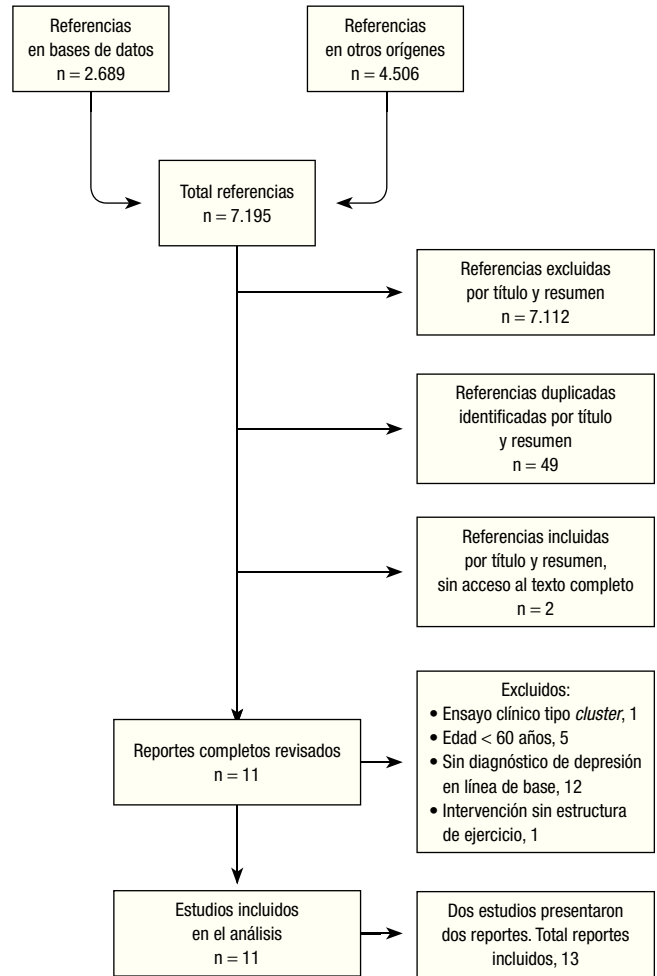 Referencias
en bases de datos
n = 2.689
Referencias
en otros orígenes
n = 4.506
Total referencias
n = 7.195
Referencias excluidas
por título y resumen
n = 7.112
Referencias duplicadas
identificadas por título
y resumen
n = 49
Referencias incluidas
por título y resumen,
sin acceso al texto completo
n = 2
Reportes completos revisados
n = 11
Excluidos:
• Ensayo clínico tipo cluster, 1
• Edad < 60 años, 5
• Sin diagnóstico de depresión
en línea de base, 12
• Intervención sin estructura
de ejercicio, 1
Estudios incluidos
en el análisis
n = 11
Dos estudios presentaron
dos reportes. Total reportes
incluidos, 13